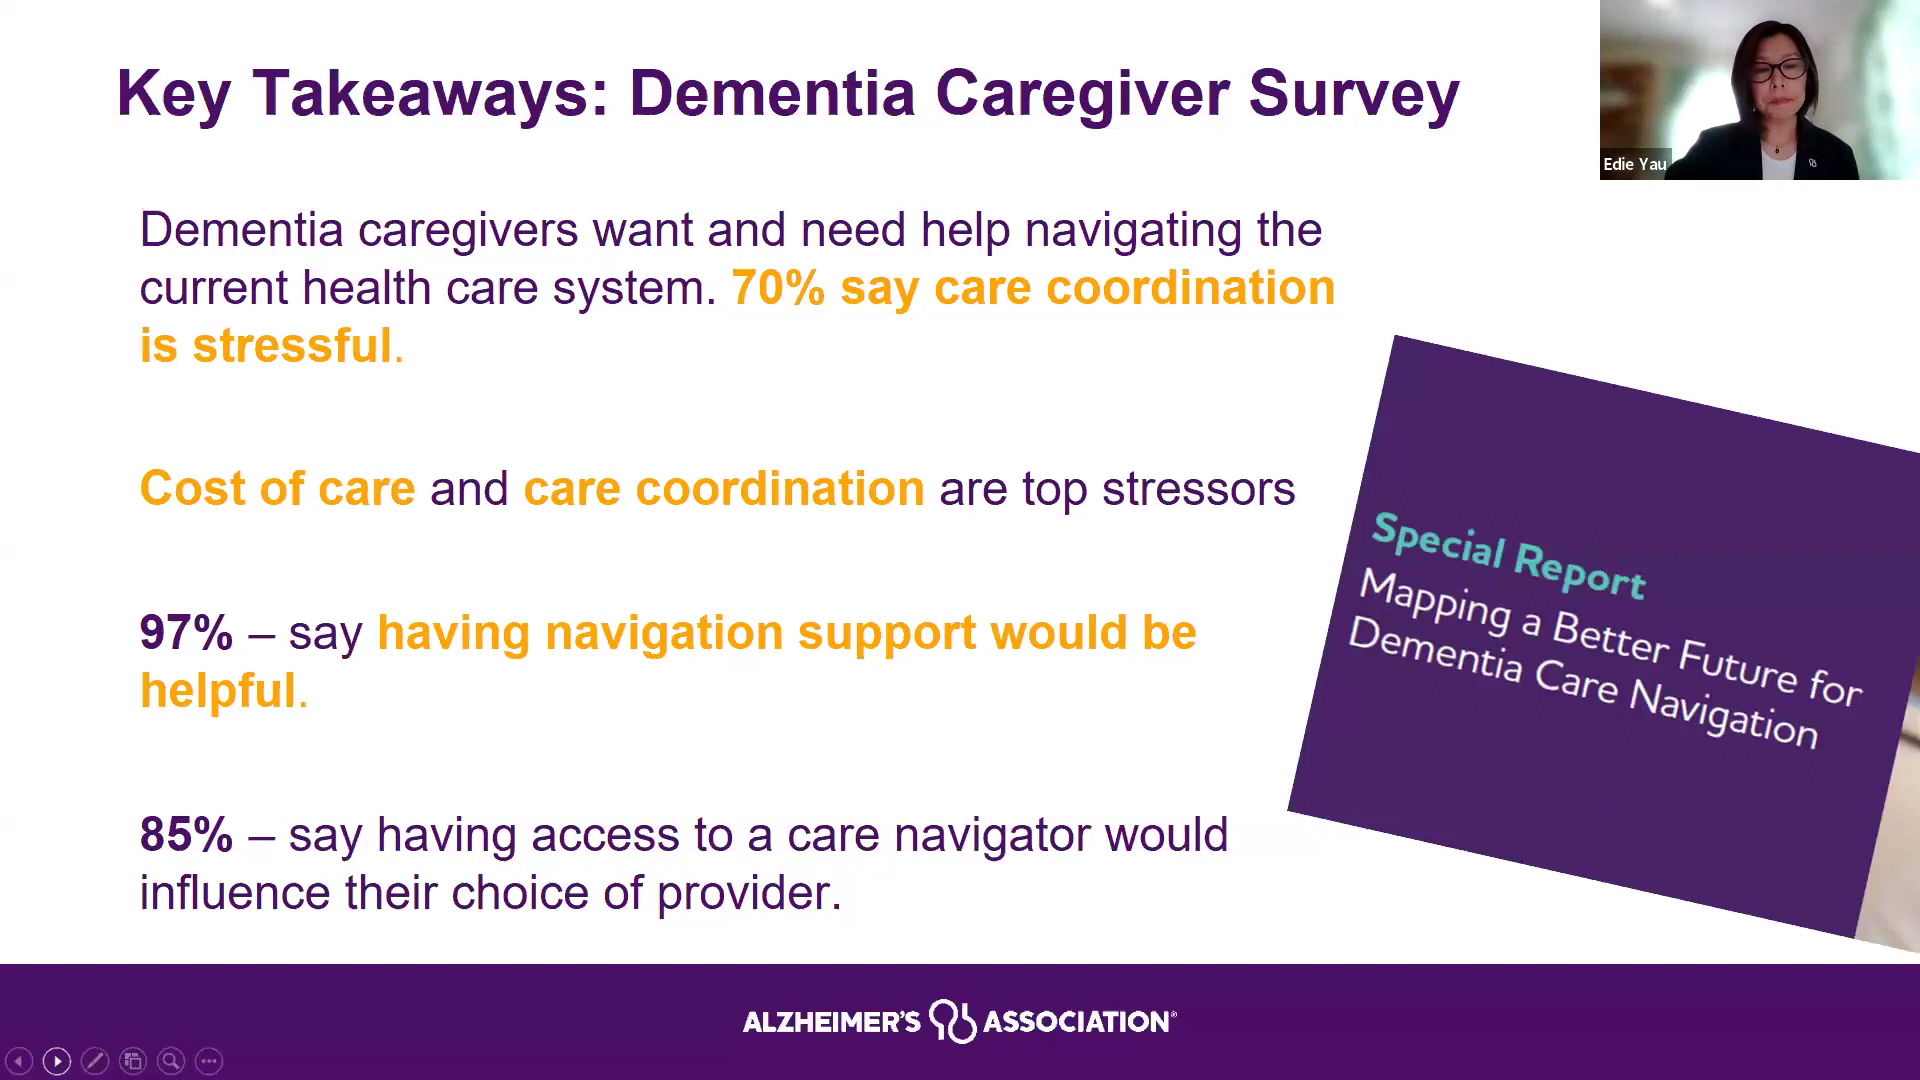 Key Takeaways: Dementia Caregiver Survey
Edie Yau
Dementia caregivers want and need help navigating the
current health care system. 70% say care coordination
is stressful.
Cost of care and care coordination are top stressors
97% – say having navigation support would be
helpful.
85% – say having access to a care navigator would
influence their choice of provider.
Special Report
Mapping a Better Future for
Dementia Care Navigation
ALZHEIMER'S ASSOCIATION®